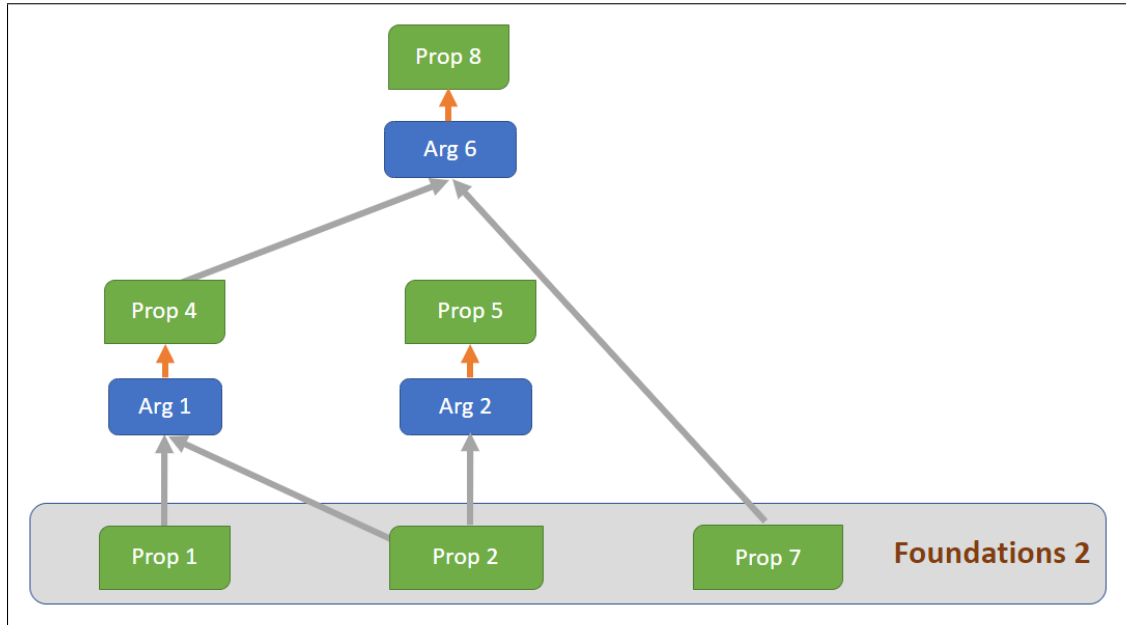 Prop 8
Arg 6
Prop 4
Prop 5
Arg 1
Arg 2
Prop 1
Prop 2
Prop 7
Foundations 2